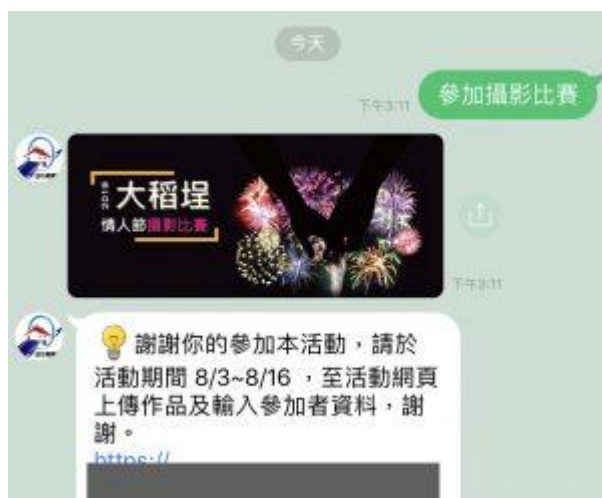 今天
參加攝影比賽
下午3:11
2018
大稻埕
情人節攝影比賽
下午3:11
謝謝你的參加本活動，請於
活動期間 8/3~8/16 ，至活動網頁
上傳作品及輸入參加者資料，謝
謝。
https://